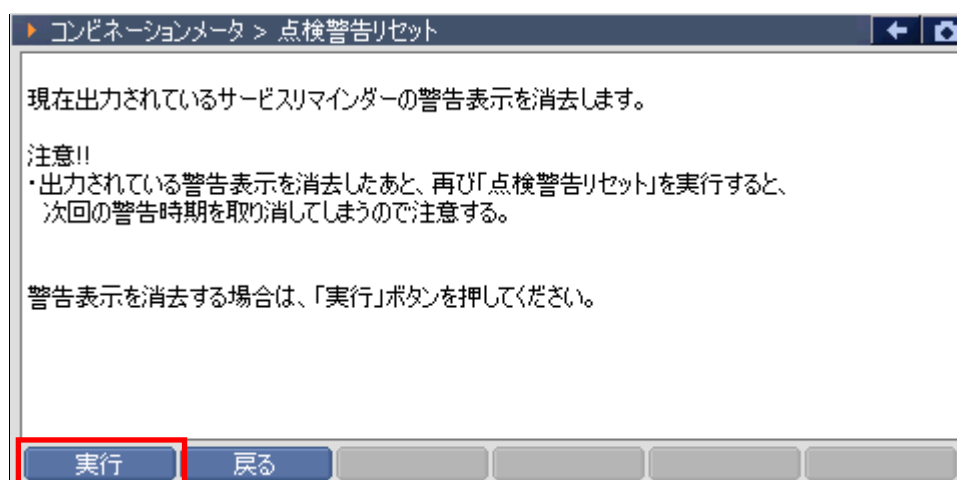 コンビネーションメータ > 点検警告リセット
現在出力されているサービスリマインダーの警告表示を消去します。
注意!!
・出力されている警告表示を消去したあと、再び「点検警告リセット」を実行すると、
次回の警告時期を取り消してしまうので注意する。
警告表示を消去する場合は、「実行」ボタンを押してください。
実行 戻る